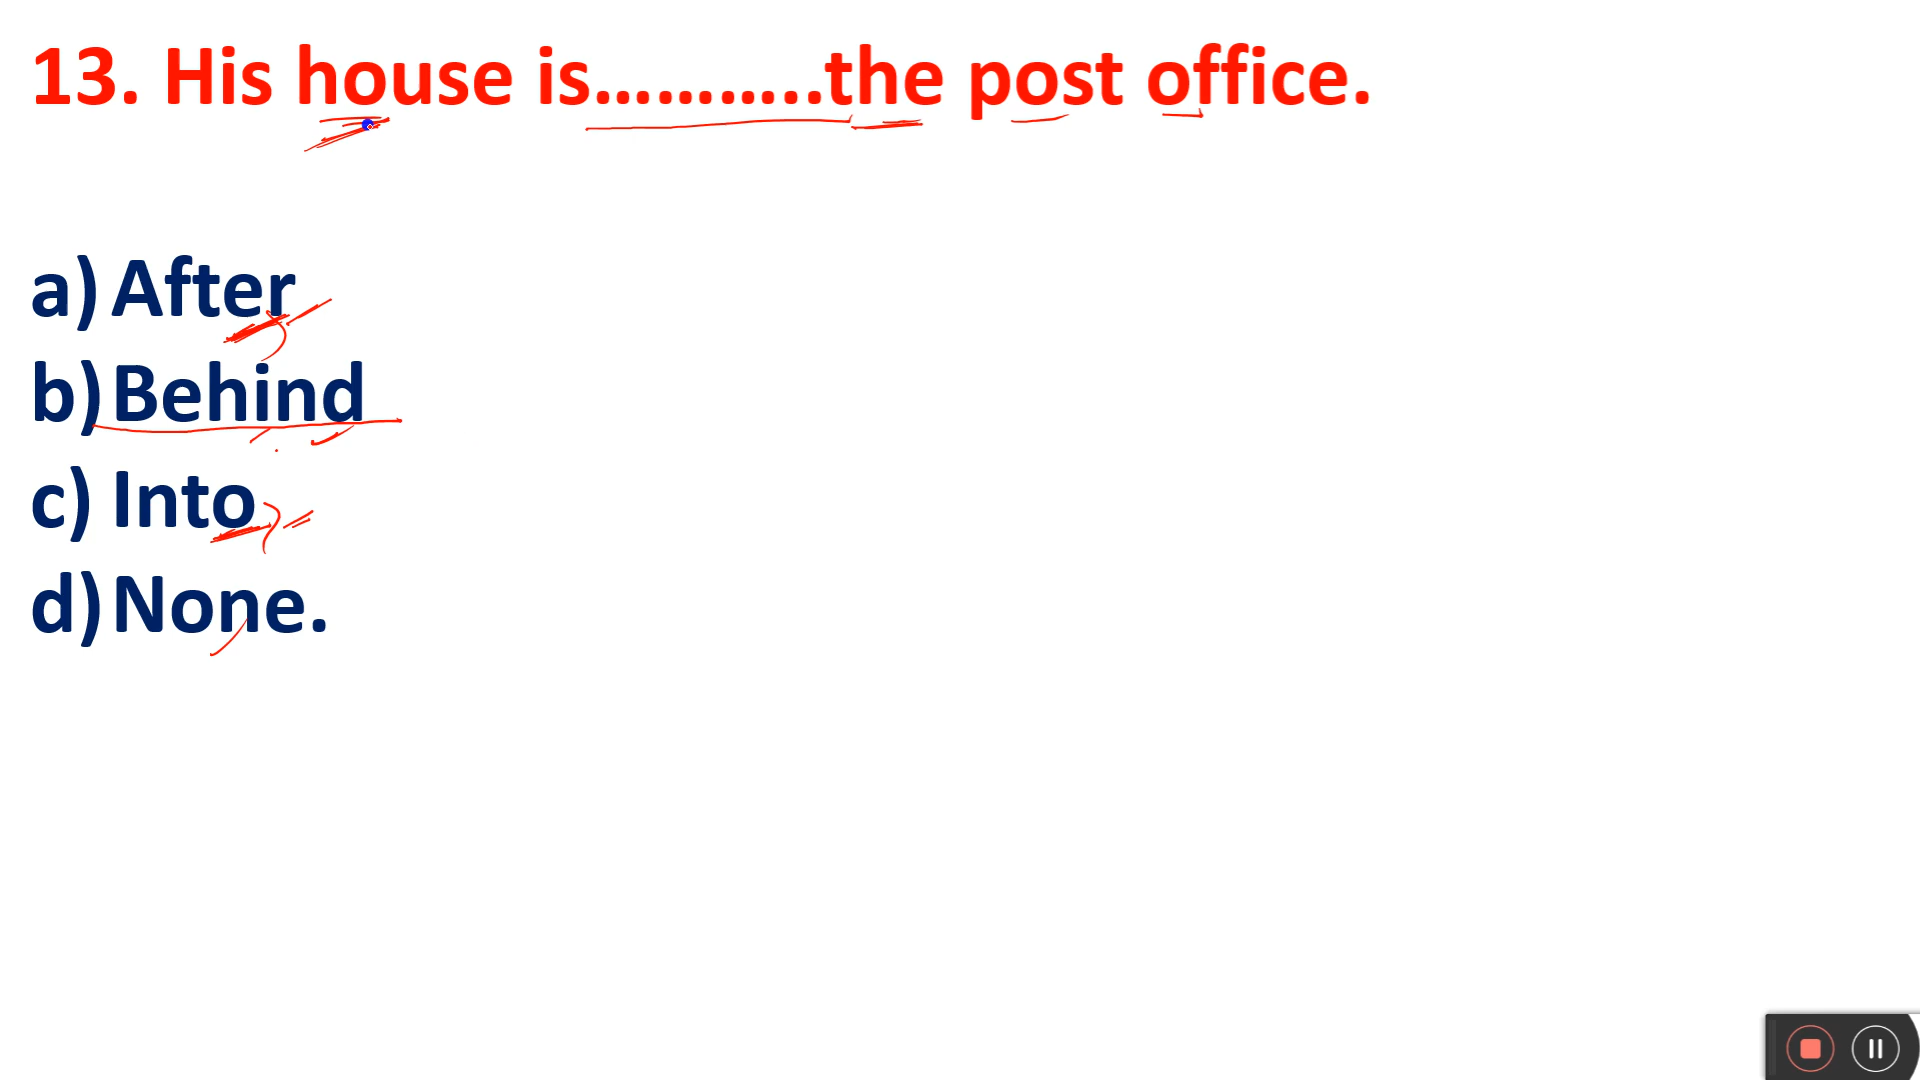 13. His house is………..the post office.
a) After
b) Behind
c) Into
d) None.